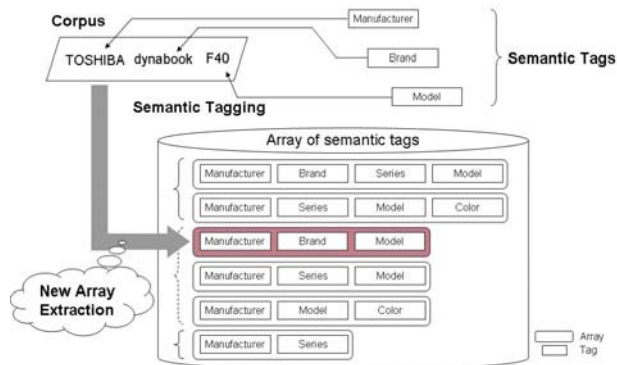 Corpus
Manufacturer
TOSHIBA dynabook F40
Brand
Semantic Tags
Model
Semantic Tagging
Array of semantic tags
Manufacturer Brand Series Model
Manufacturer Series Model Color
Manufacturer Brand Model
Manufacturer Series Model
Manufacturer Model Color
Manufacturer Series
New Array
Extraction
Array
Tag